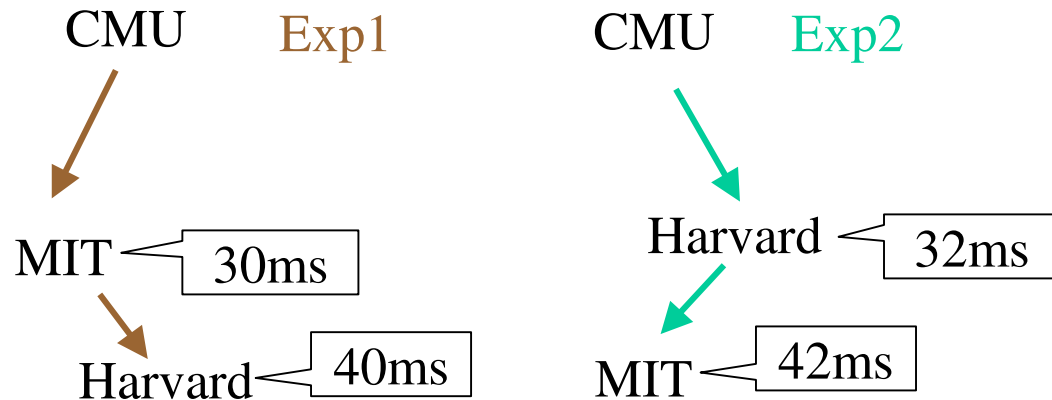 CMU Exp1
MIT 30ms
Harvard 40ms
CMU Exp2
Harvard 32ms
MIT 42ms